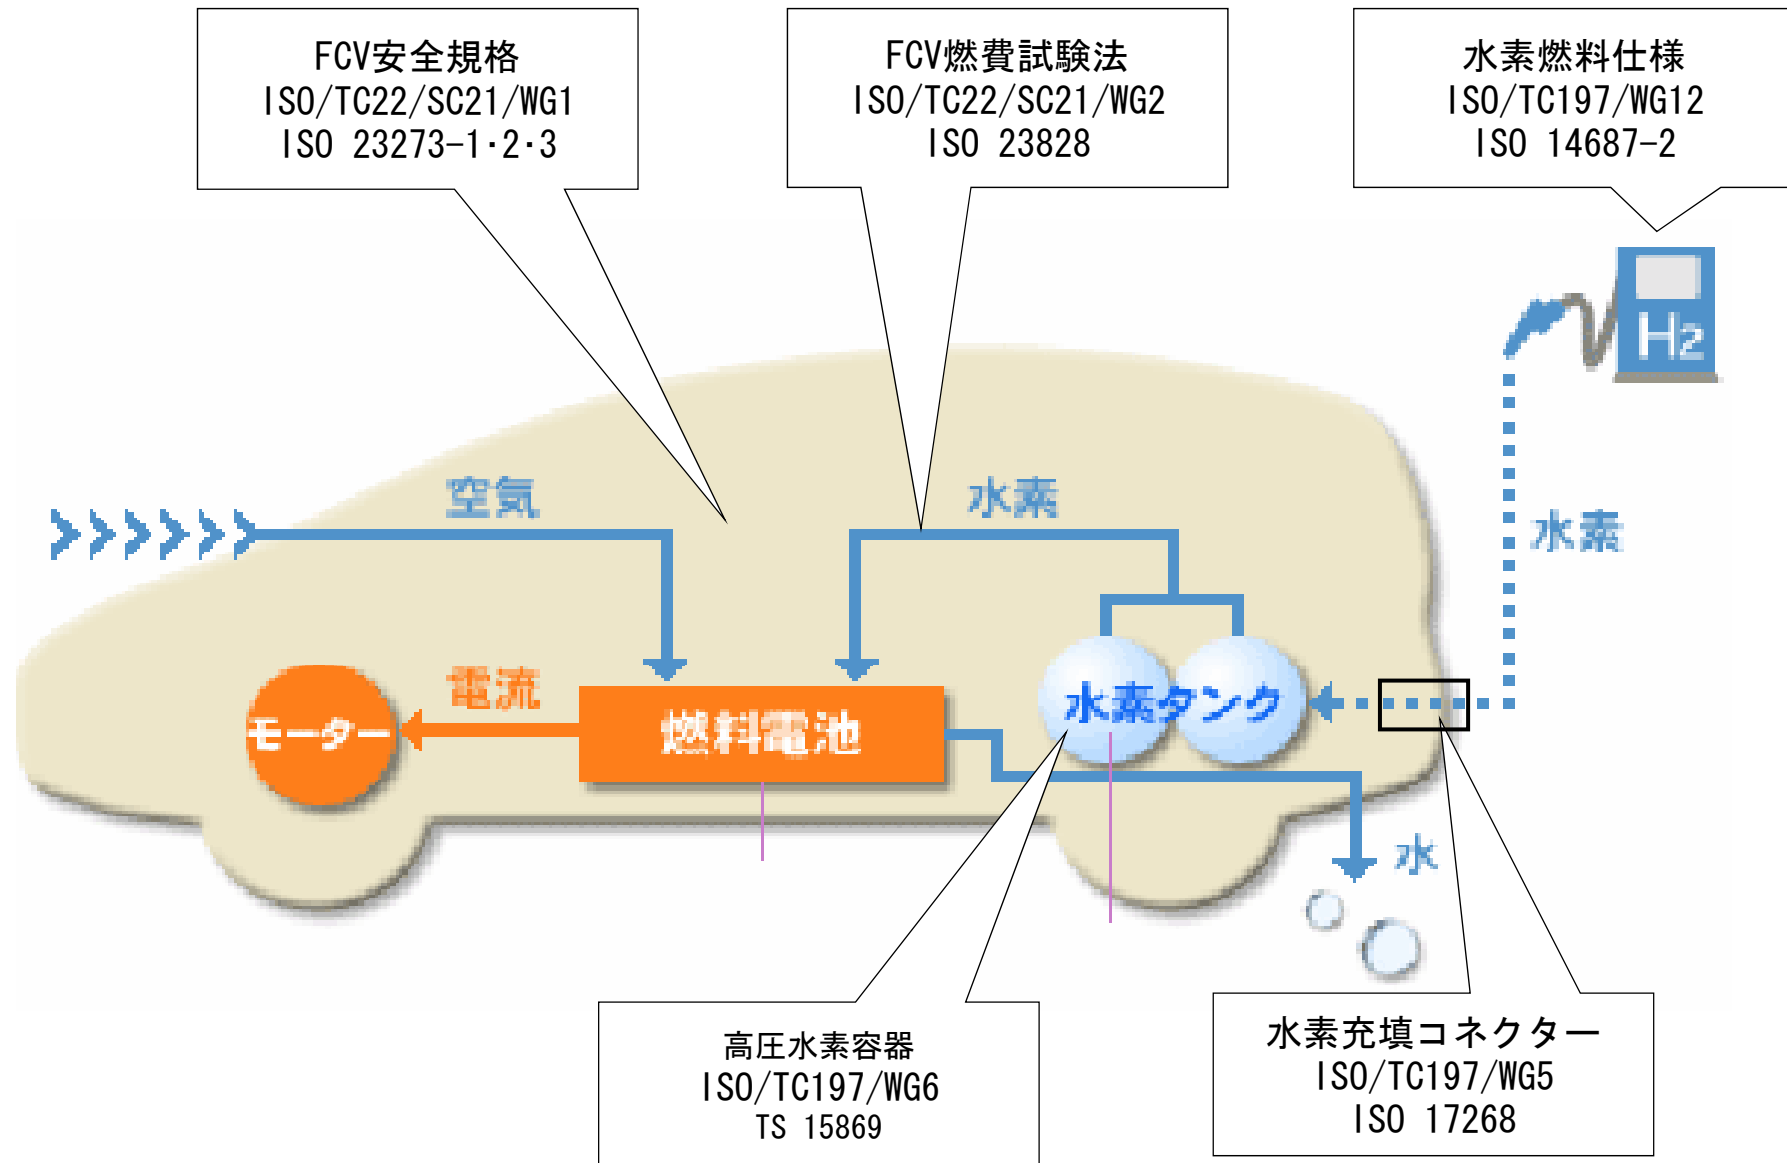 FCV安全規格
ISO/TC22/SC21/WG1
ISO 23273-1・2・3
FCV燃費試験法
ISO/TC22/SC21/WG2
ISO 23828
水素燃料仕様
ISO/TC197/WG12
ISO 14687-2
H2
空気
水素
水素
電流
モーター
燃料電池
水素タンク
水
高圧水素容器
ISO/TC197/WG6
TS 15869
水素充填コネクター
ISO/TC197/WG5
ISO 17268